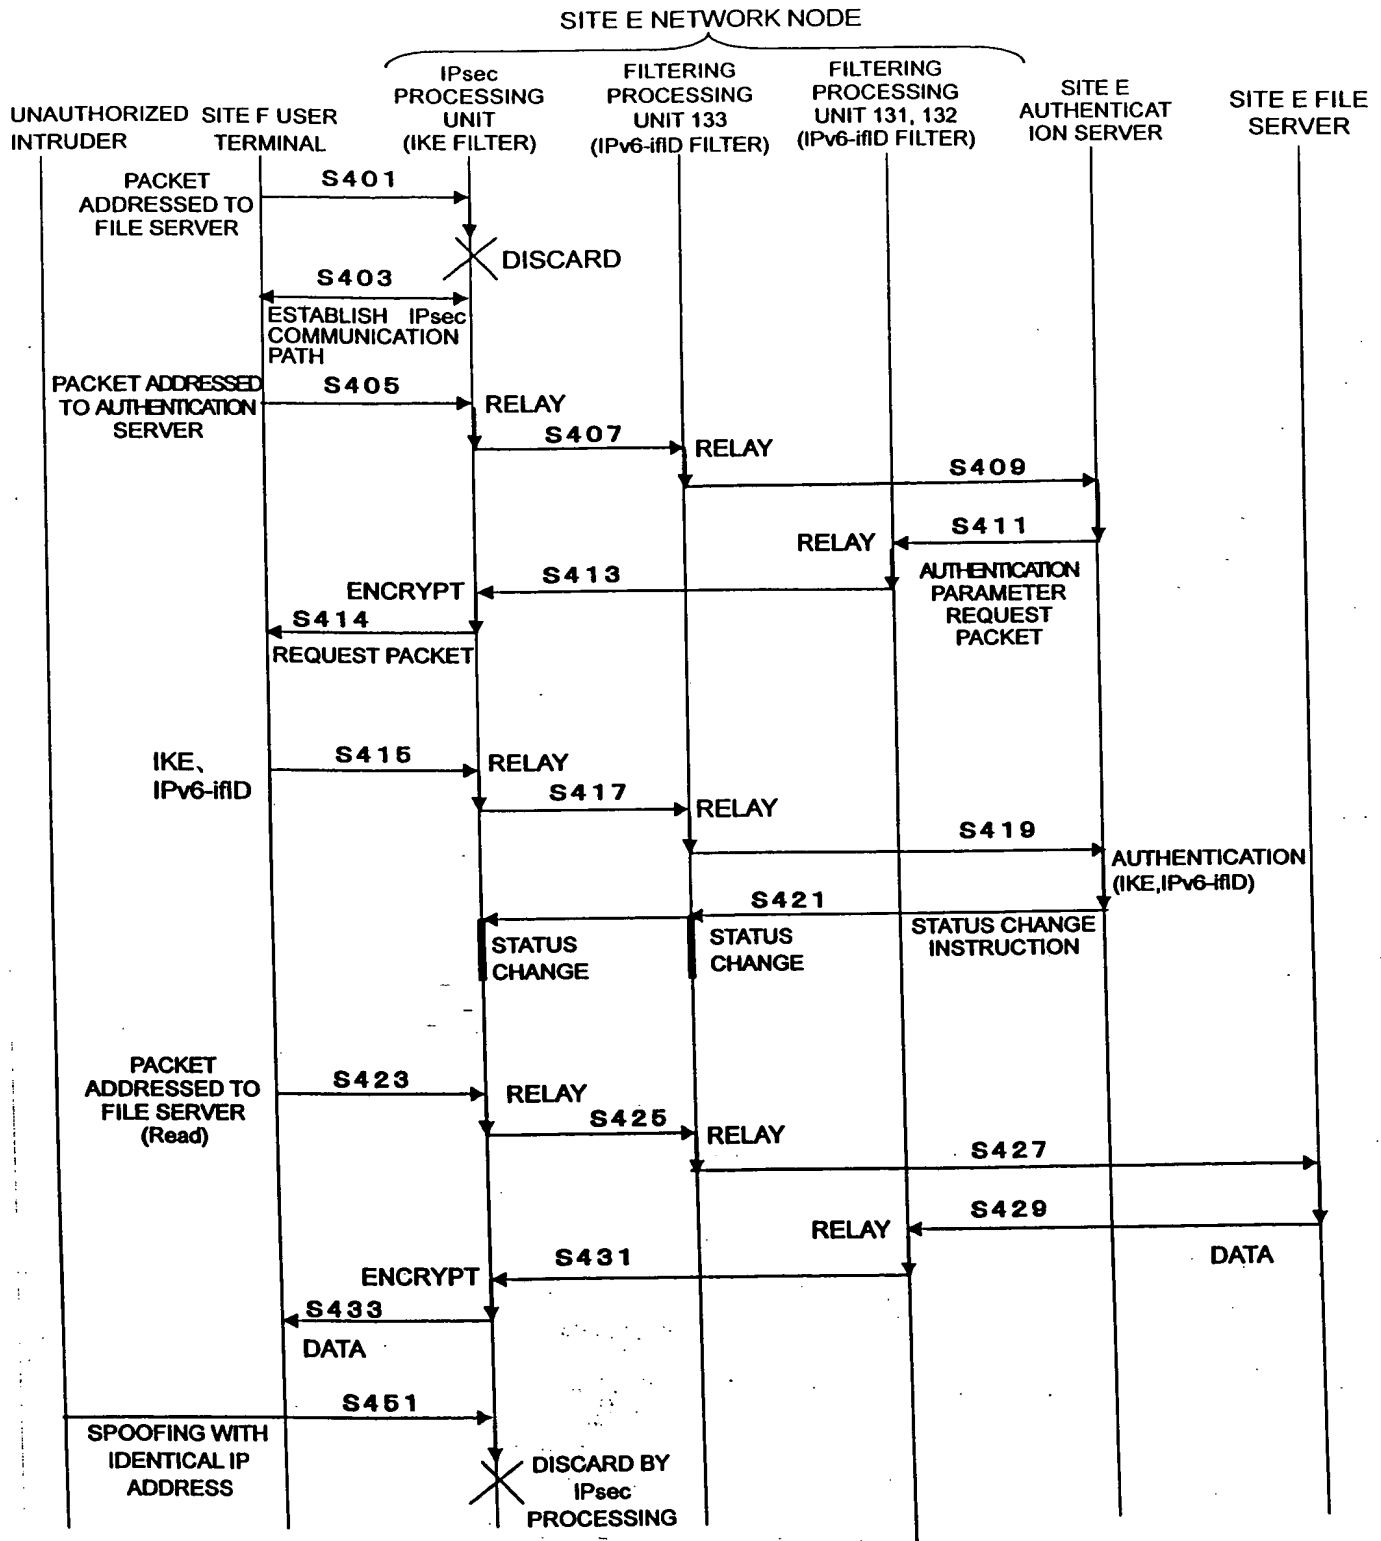 SITE E NETWORK NODE
UNAUTHORIZED
INTRUDER
SITE F USER
TERMINAL
IPsec
PROCESSING
UNIT
(IKE FILTER)
FILTERING
PROCESSING
UNIT 133
(IPv6-ifID FILTER)
FILTERING
PROCESSING
UNIT 131, 132
(IPv6-ifID FILTER)
SITE E
AUTHENTICAT
ION SERVER
SITE E FILE
SERVER
PACKET
ADDRESSED TO
FILE SERVER
S401
DISCARD
S403
ESTABLISH IPsec
COMMUNICATION
PATH
PACKET ADDRESSED
TO AUTHENTICATION
SERVER
S405
RELAY
S407
RELAY
S409
S411
RELAY
AUTHENTICATION
PARAMETER
REQUEST
PACKET
S413
ENCRYPT
S414
REQUEST PACKET
IKE、
IPv6-ifID
S415
RELAY
S417
RELAY
S419
AUTHENTICATION
(IKE,IPv6-ifID)
S421
STATUS CHANGE
INSTRUCTION
STATUS
CHANGE
STATUS
CHANGE
PACKET
ADDRESSED TO
FILE SERVER
(Read)
S423
RELAY
S425
RELAY
S427
S429
RELAY
DATA
S431
ENCRYPT
S433
DATA
S451
SPOOFING WITH
IDENTICAL IP
ADDRESS
DISCARD BY
IPsec
PROCESSING